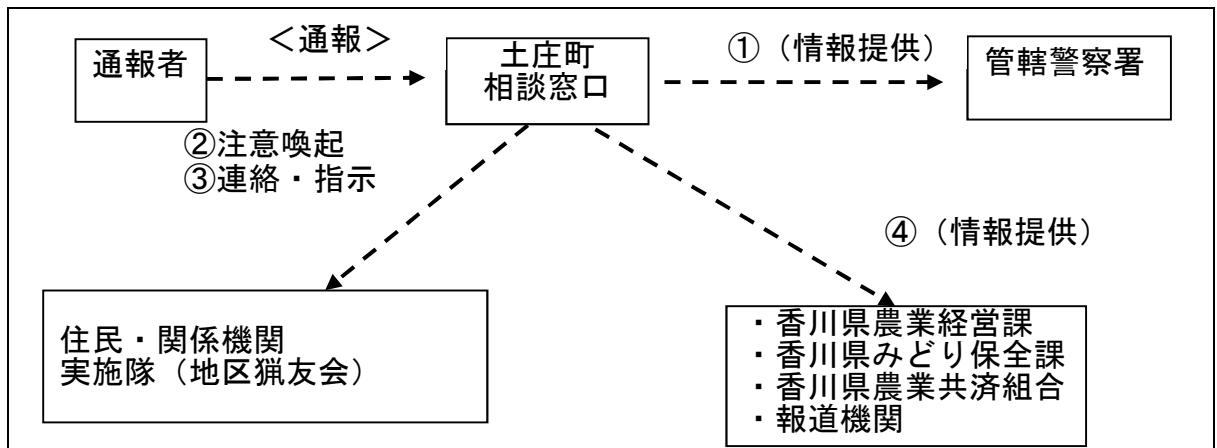 通報者
<通報>
土庄町
相談窓口
①（情報提供）
管轄警察署
②注意喚起
③連絡・指示
④（情報提供）
住民・関係機関
実施隊（地区猟友会）
・香川県農業経営課
・香川県みどり保全課
・香川県農業共済組合
・報道機関